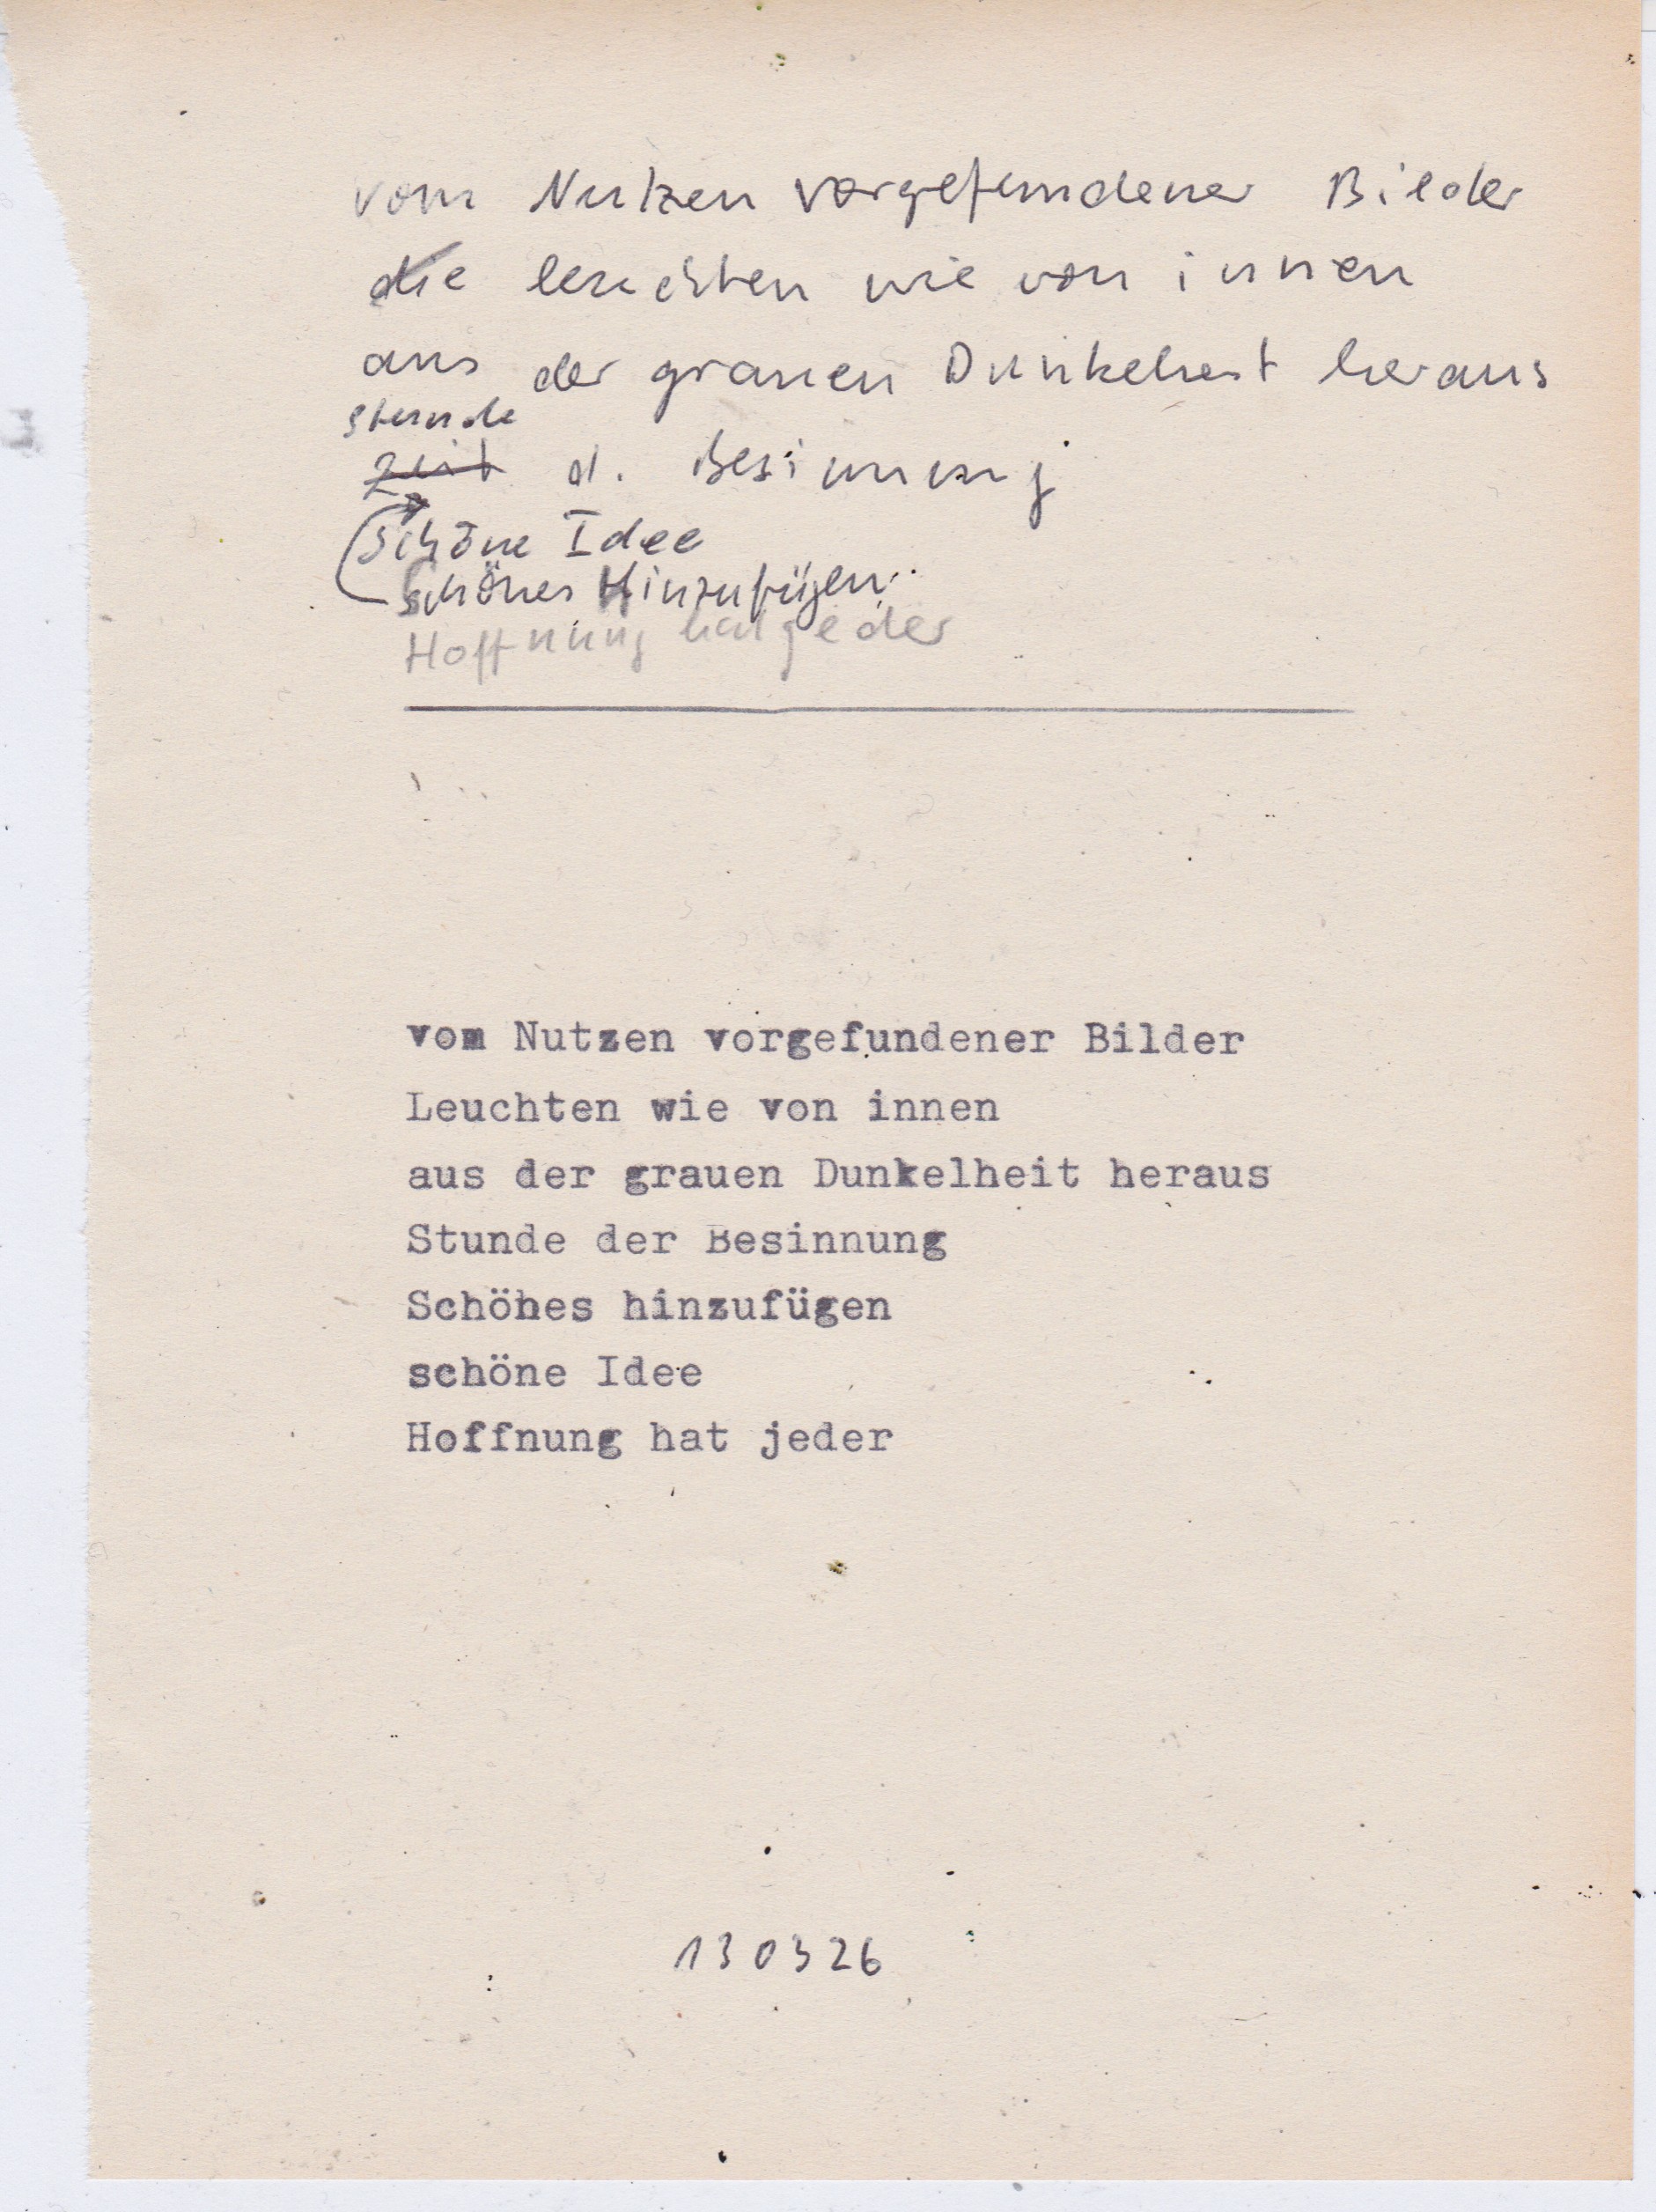 vom Nutzen vorgefundener Bilder
die leuchten wie von innen
aus der grauen Dunkelheit heraus
Stunde
Zeit d. Besinnung
schöne Idee
schönes Hinzufügen
Hoffnung hat jeder
vom Nutzen vorgefundener Bilder
Leuchten wie von innen
aus der grauen Dunkelheit heraus
Stunde der Besinnung
Schönes hinzufügen
schöne Idee
Hoffnung hat jeder
130326